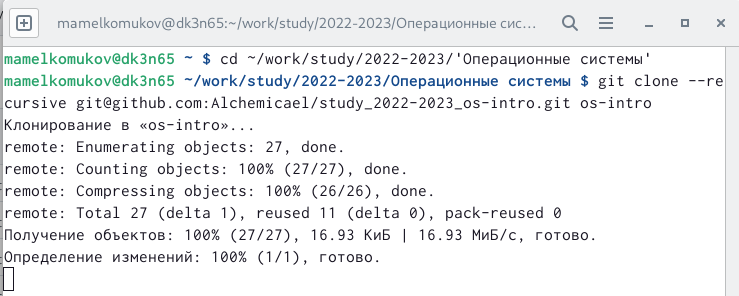 mamelkomukov@dk3n65:~/work/study/2022-2023/Операционные сис...
mamelkomukov@dk3n65 ~ $ cd ~/work/study/2022-2023/'Операционные системы'
mamelkomukov@dk3n65 ~/work/study/2022-2023/Операционные системы $ git clone --re
cursive git@github.com:Alchemicael/study_2022-2023_os-intro.git os-intro
Клонирование в «os-intro»...
remote: Enumerating objects: 27, done.
remote: Counting objects: 100% (27/27), done.
remote: Compressing objects: 100% (26/26), done.
remote: Total 27 (delta 1), reused 11 (delta 0), pack-reused 0
Получение объектов: 100% (27/27), 16.93 КиБ | 16.93 МиБ/с, готово.
Определение изменений: 100% (1/1), готово.